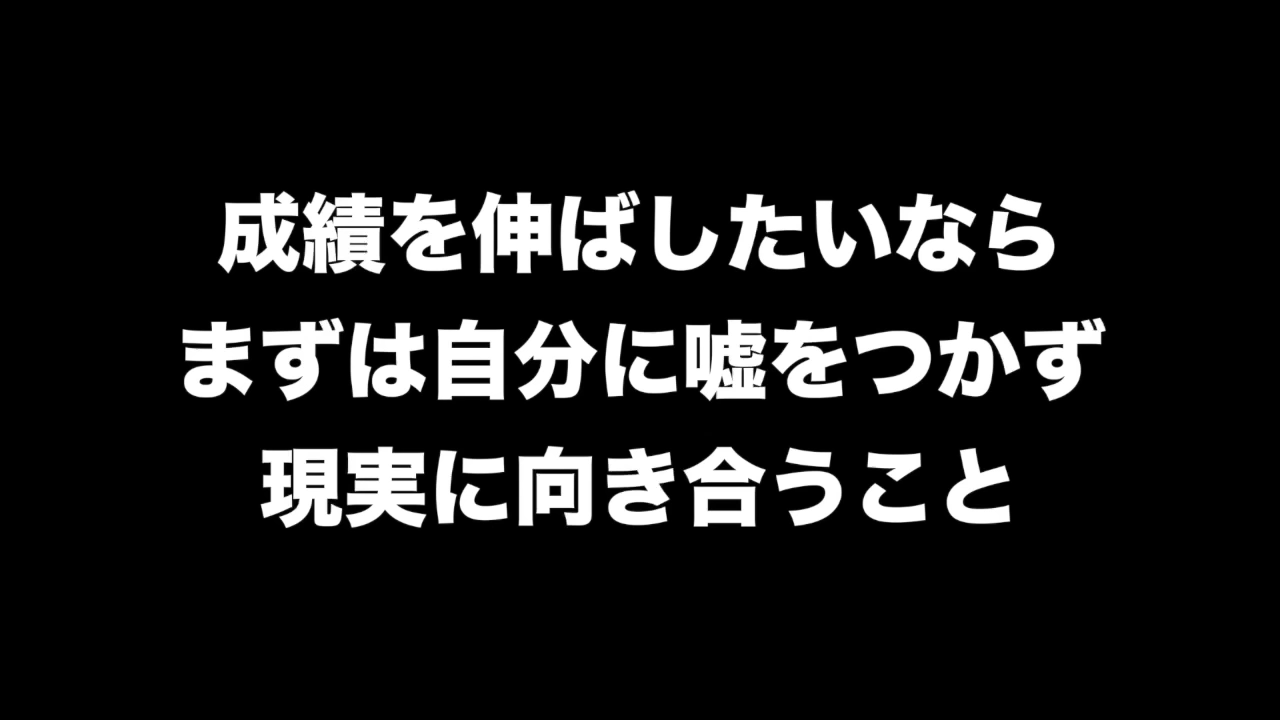 成績を伸ばしたいなら
まずは自分に嘘をつかず
現実に向き合うこと